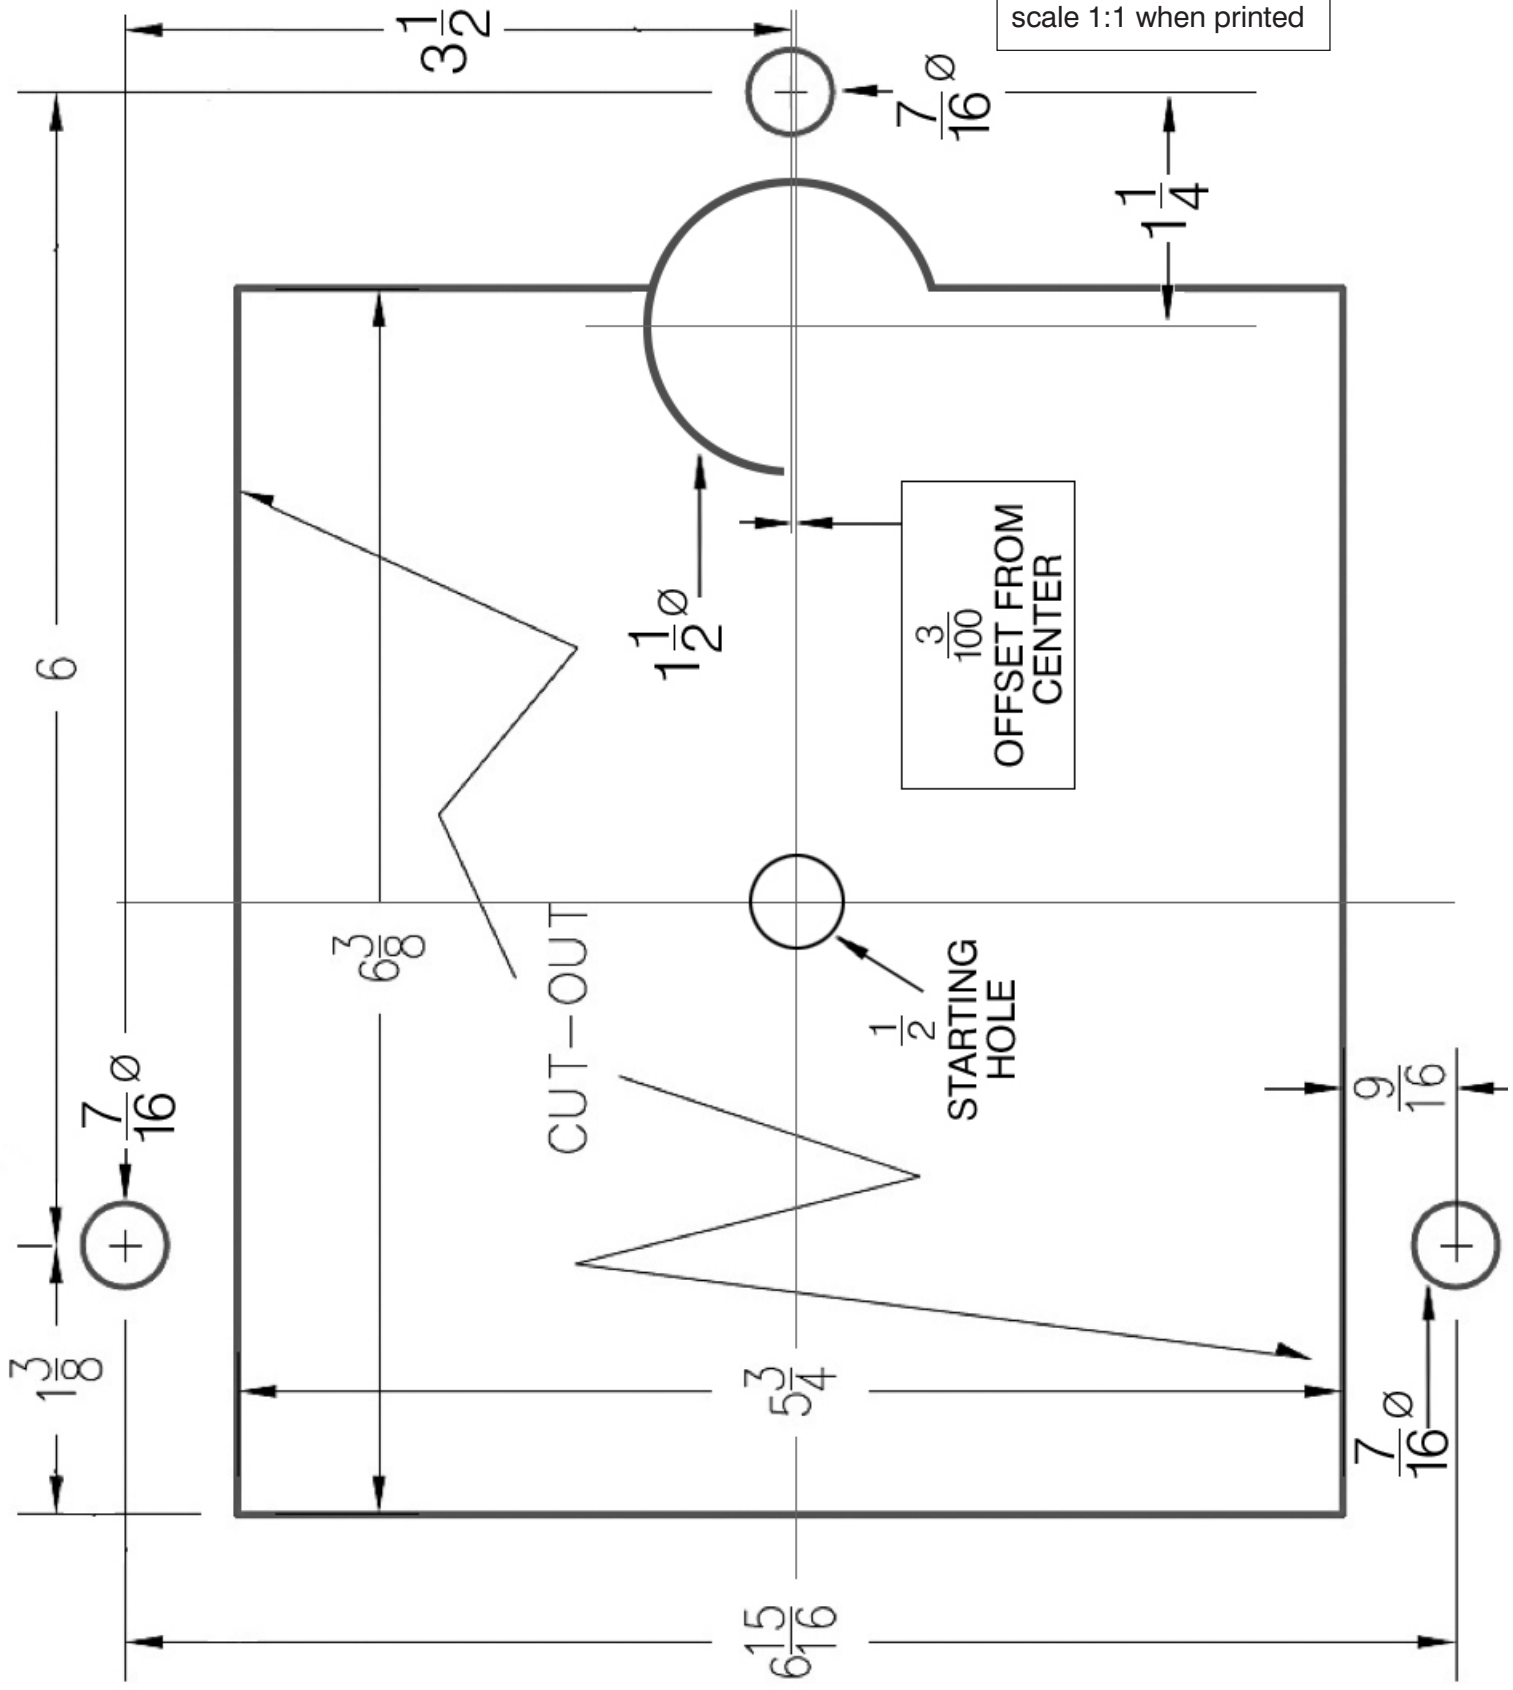 scale 1:1 when printed
3 1/2
7/16 Ø
1 1/4
6
1 1/2 Ø
3/100
OFFSET FROM
CENTER
6 3/8
CUT-OUT
1/2
STARTING
HOLE
7/16 Ø
9/16
1 3/8
5 3/4
7/16 Ø
6 15/16